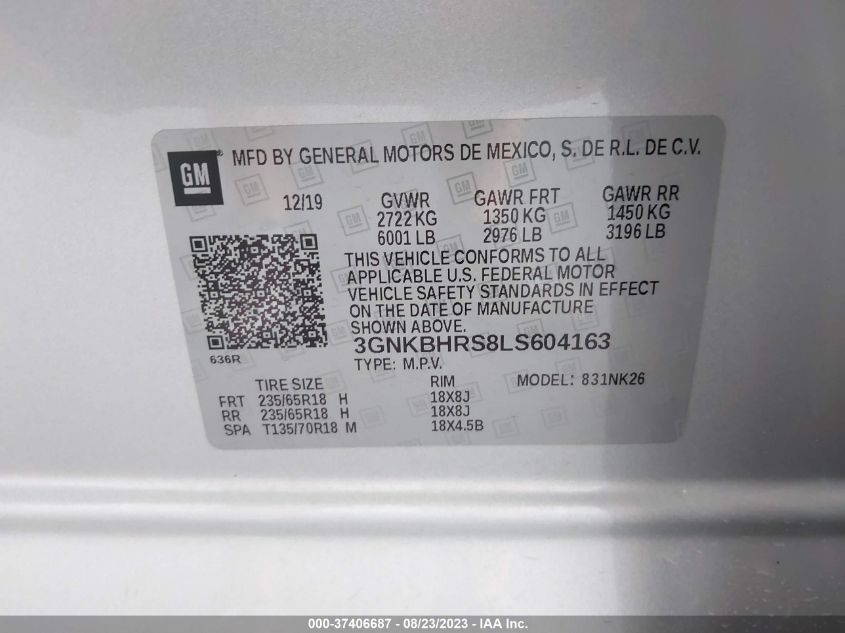 GM ® MFD BY GENERAL MOTORS DE MEXICO, S. DE R.L. DE C.V.
12/19 GVWR GAWR FRT GAWR RR
2722 KG 1350 KG 1450 KG
6001 LB 2976 LB 3196 LB
THIS VEHICLE CONFORMS TO ALL
APPLICABLE U.S. FEDERAL MOTOR
VEHICLE SAFETY STANDARDS IN EFFECT
ON THE DATE OF MANUFACTURE
SHOWN ABOVE.
636R 3GNKBHRS8LS604163
TYPE: M.P.V.
TIRE SIZE RIM MODEL: 831NK26
FRT 235/65R18 H 18X8J
RR 235/65R18 H 18X8J
SPA T135/70R18 M 18X4.5B
000-37406687 - 08/23/2023 - IAA Inc.